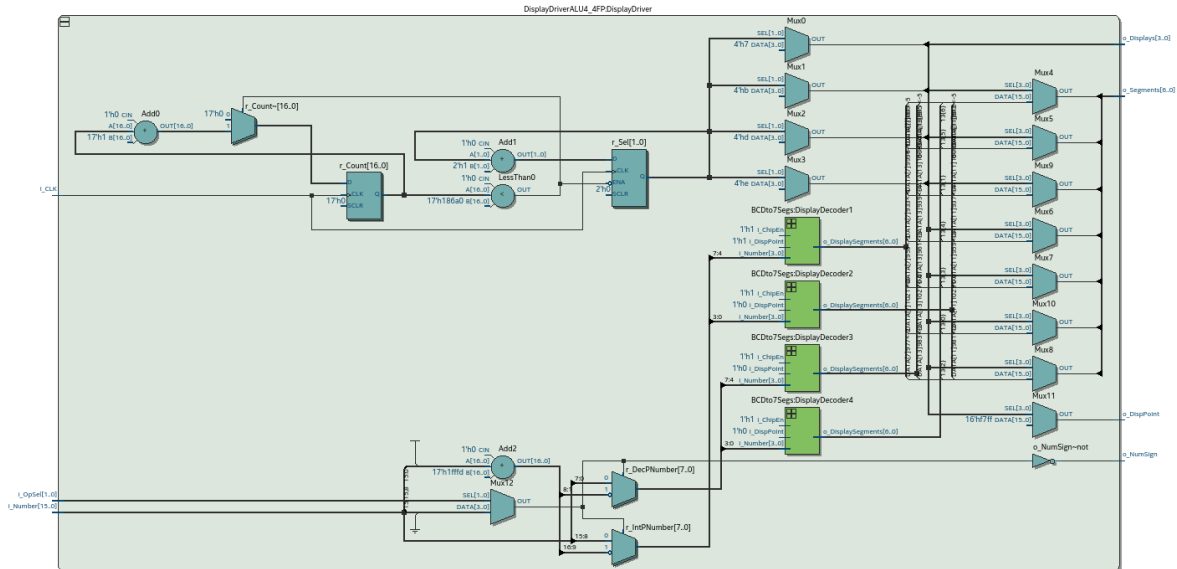 DisplayDriverALU4_4FP:DisplayDriver
Mux0
SEL[1..0]
4'h7 DATA[3..0]
OUT
o_Displays[3..0]
Mux1
SEL[1..0]
4'hb DATA[3..0]
OUT
Mux4
SEL[3..0]
DATA[15..0]
OUT
o_Segments[6..0]
r_Count~[16..0]
17'h0 0
1
Add0
1'h0 CIN
A[16..0]
17'h1 B[16..0]
OUT[16..0]
Mux2
SEL[1..0]
4'hd DATA[3..0]
OUT
Mux5
SEL[3..0]
DATA[15..0]
OUT
Add1
1'h0 CIN
A[1..0]
2'h1 B[1..0]
OUT[1..0]
r_Sel[1..0]
D
CLK
ENA
2'h0 SCLR
Q
Mux3
SEL[1..0]
4'he DATA[3..0]
OUT
Mux9
SEL[3..0]
DATA[15..0]
OUT
r_Count[16..0]
D
CLK
17'h0 SCLR
Q
LessThan0
1'h0 CIN
A[16..0]
17'h186a0 B[16..0]
OUT
I_CLK
BCDto7Segs:DisplayDecoder1
1'h1 I_ChipEn
1'h1 I_DispPoint
7:4 I_Number[3..0]
o_DisplaySegments[6..0]
Mux6
SEL[3..0]
DATA[15..0]
OUT
BCDto7Segs:DisplayDecoder2
1'h1 I_ChipEn
1'h0 I_DispPoint
3:0 I_Number[3..0]
o_DisplaySegments[6..0]
Mux7
SEL[3..0]
DATA[15..0]
OUT
Mux10
SEL[3..0]
DATA[15..0]
OUT
BCDto7Segs:DisplayDecoder3
1'h1 I_ChipEn
1'h0 I_DispPoint
7:4 I_Number[3..0]
o_DisplaySegments[6..0]
Mux8
SEL[3..0]
DATA[15..0]
OUT
BCDto7Segs:DisplayDecoder4
1'h1 I_ChipEn
1'h0 I_DispPoint
3:0 I_Number[3..0]
o_DisplaySegments[6..0]
Mux11
SEL[3..0]
16'hf7ff DATA[15..0]
OUT
o_DispPoint
o_NumSign~not
o_NumSign
Add2
1'h0 CIN
A[16..0]
17'h1fffd B[16..0]
OUT[16..0]
r_DecPNumber[7..0]
7:0 0
8:1 1
Mux12
SEL[1..0]
DATA[3..0]
OUT
I_OpSel[1..0]
I_Number[15..0]
r_IntPNumber[7..0]
15:8 0
16:9 1